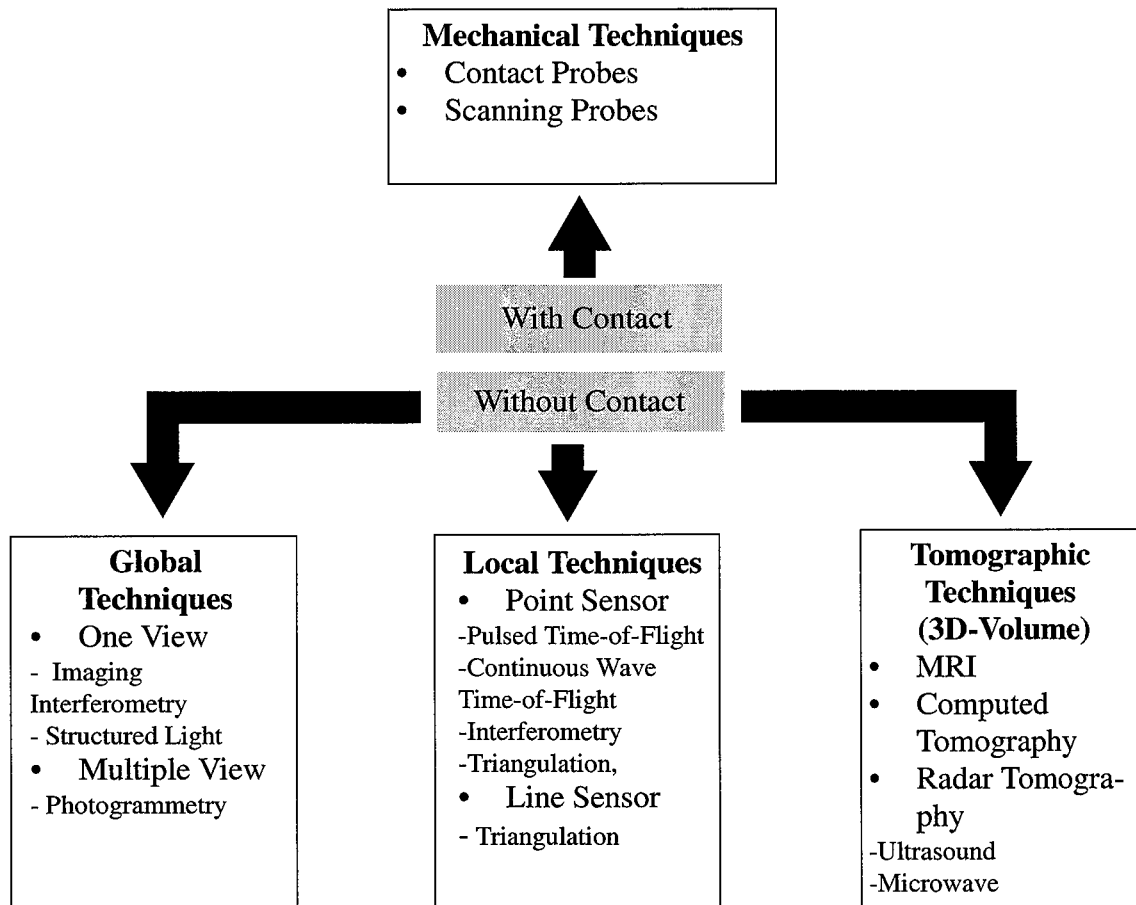 Mechanical Techniques
• Contact Probes
• Scanning Probes
With Contact
Without Contact
Global
Techniques
• One View
- Imaging
Interferometry
- Structured Light
• Multiple View
- Photogrammetry
Local Techniques
• Point Sensor
-Pulsed Time-of-Flight
-Continuous Wave
Time-of-Flight
-Interferometry
-Triangulation,
• Line Sensor
- Triangulation
Tomographic
Techniques
(3D-Volume)
• MRI
• Computed
Tomography
• Radar Tomogra-
phy
-Ultrasound
-Microwave